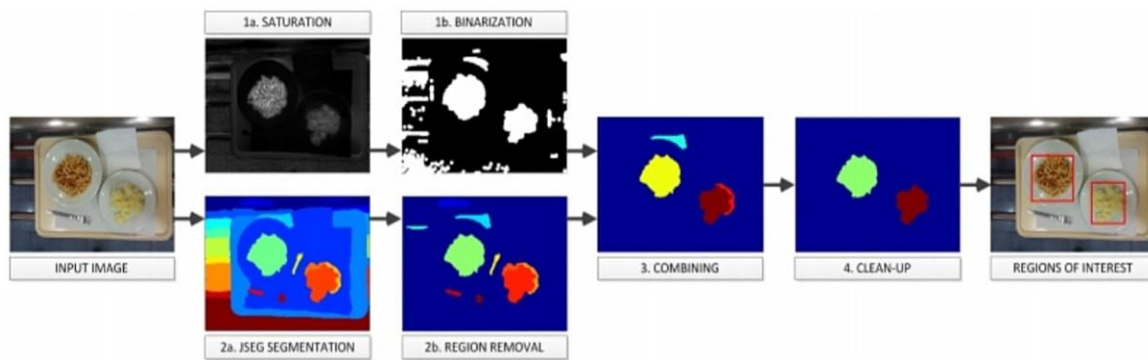 1a. SATURATION
1b. BINARIZATION
INPUT IMAGE
3. COMBINING
4. CLEAN-UP
REGIONS OF INTEREST
2a. JSEG SEGMENTATION
2b. REGION REMOVAL